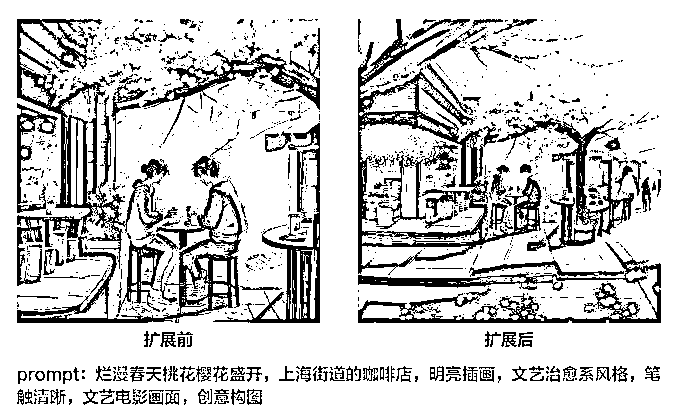 扩展前
扩展后
prompt：烂漫春天桃花樱花盛开，上海街道的咖啡店，明亮插画，文艺治愈系风格，笔
触清晰，文艺电影画面，创意构图